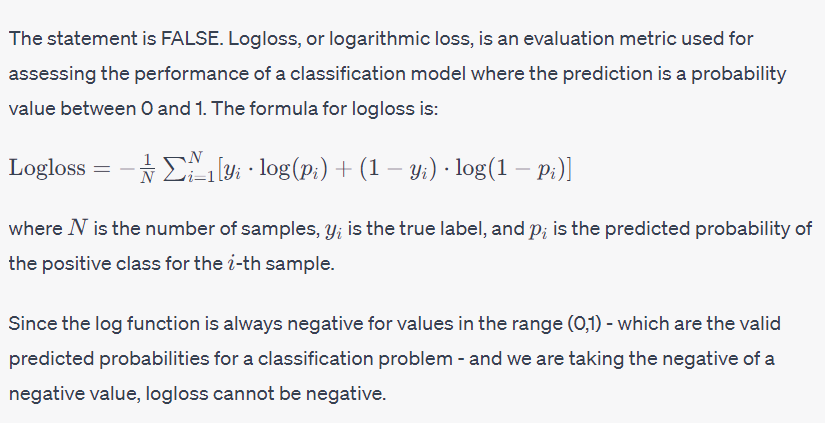 The statement is FALSE. Logloss, or logarithmic loss, is an evaluation metric used for
assessing the performance of a classification model where the prediction is a probability
value between 0 and 1. The formula for logloss is:
Logloss = −\frac{1}{N} \sum_{i=1}^{N} [y_i · log(p_i) + (1 − y_i) · log(1 − p_i)]
where N is the number of samples, y_i is the true label, and p_i is the predicted probability of
the positive class for the i-th sample.
Since the log function is always negative for values in the range (0,1) - which are the valid
predicted probabilities for a classification problem - and we are taking the negative of a
negative value, logloss cannot be negative.